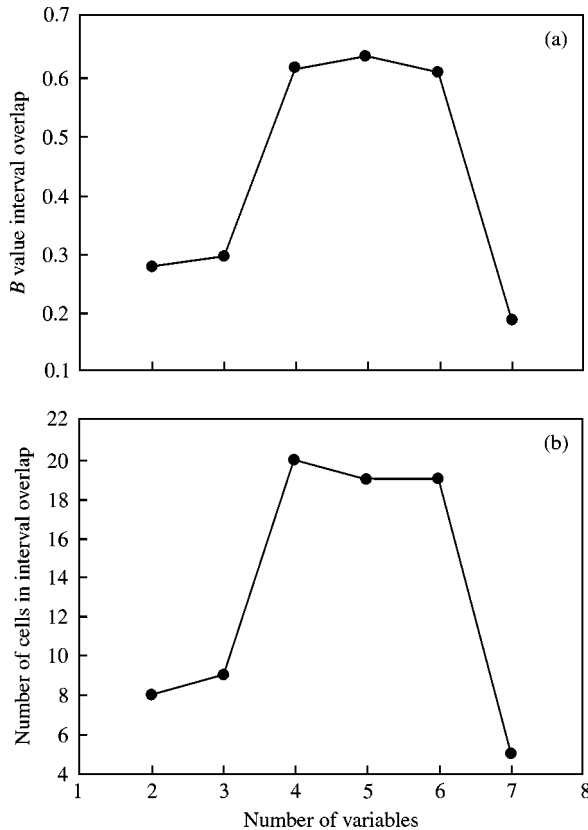 0.7
(a)
0.6
0.5
0.4
0.3
0.2
0.1
B value interval overlap
22
(b)
20
18
16
14
12
10
8
6
4
Number of cells in interval overlap
1 2 3 4 5 6 7 8
Number of variables